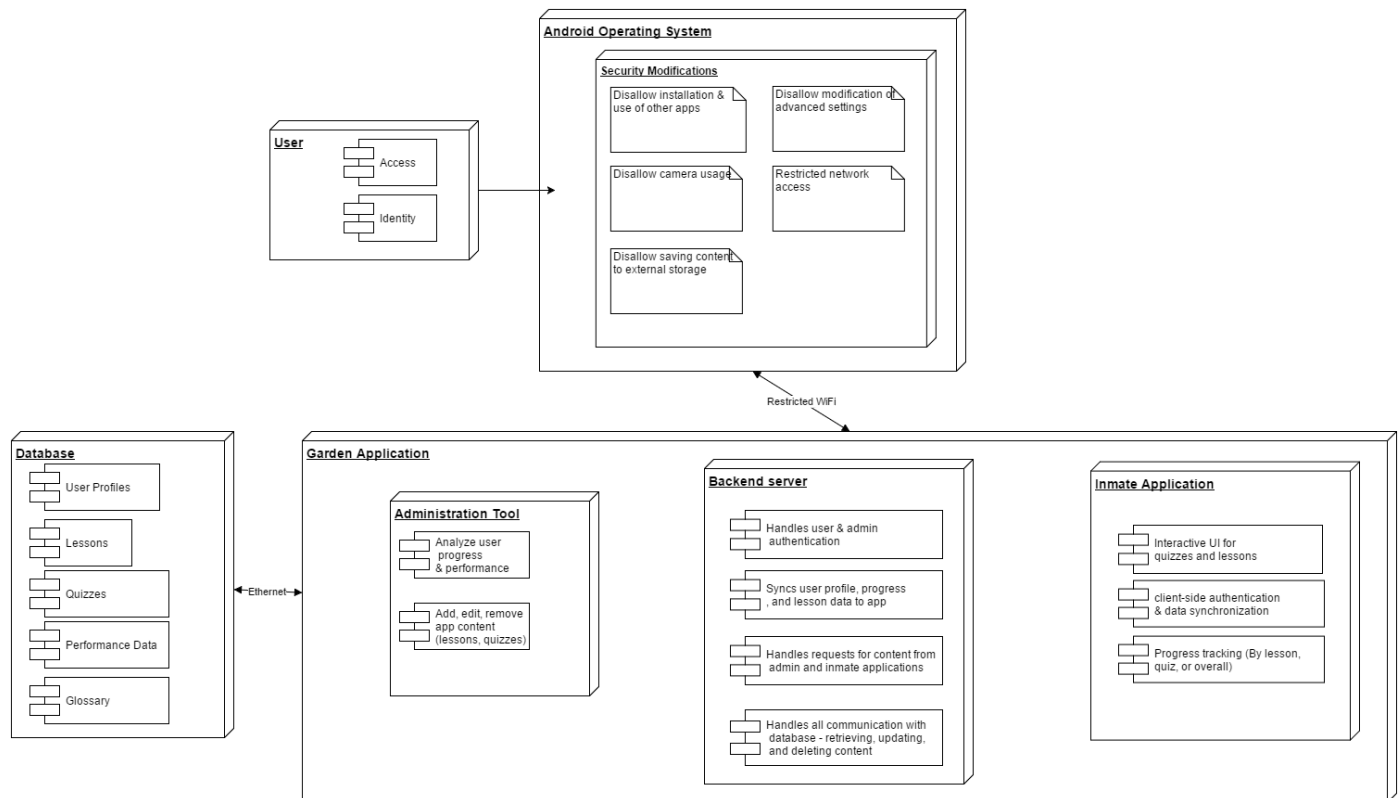 Android Operating System
Security Modifications
Disallow installation &
use of other apps
Disallow modification of
advanced settings
Disallow camera usage
Restricted network
access
Disallow saving content
to external storage
User
Access
Identity
Restricted WiFi
Database
User Profiles
Lessons
Quizzes
Performance Data
Glossary
Ethernet
Garden Application
Administration Tool
Analyze user
progress
& performance
Add, edit, remove
app content
(lessons, quizzes)
Backend server
Handles user & admin
authentication
Syncs user profile, progress
, and lesson data to app
Handles requests for content from
admin and inmate applications
Handles all communication with
database - retrieving, updating,
and deleting content
Inmate Application
Interactive UI for
quizzes and lessons
client-side authentication
& data synchronization
Progress tracking (By lesson,
quiz, or overall)